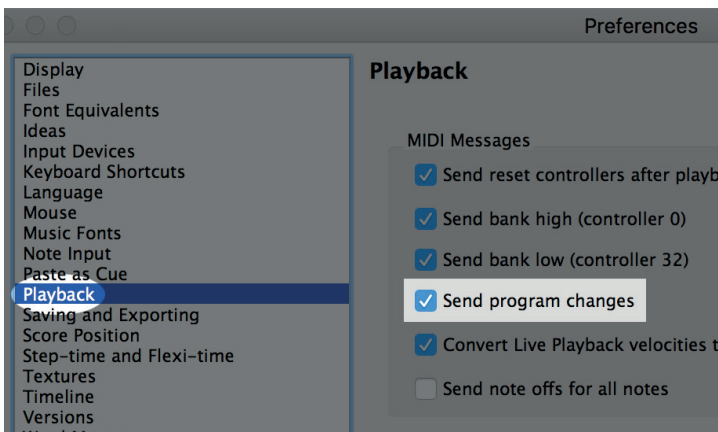 Preferences
Display
Files
Font Equivalents
Ideas
Input Devices
Keyboard Shortcuts
Language
Mouse
Music Fonts
Note Input
Paste as Cue
Playback
Saving and Exporting
Score Position
Step-time and Flexi-time
Textures
Timeline
Versions
Playback
MIDI Messages
Send reset controllers after playb
Send bank high (controller 0)
Send bank low (controller 32)
Send program changes
Convert Live Playback velocities t
Send note offs for all notes